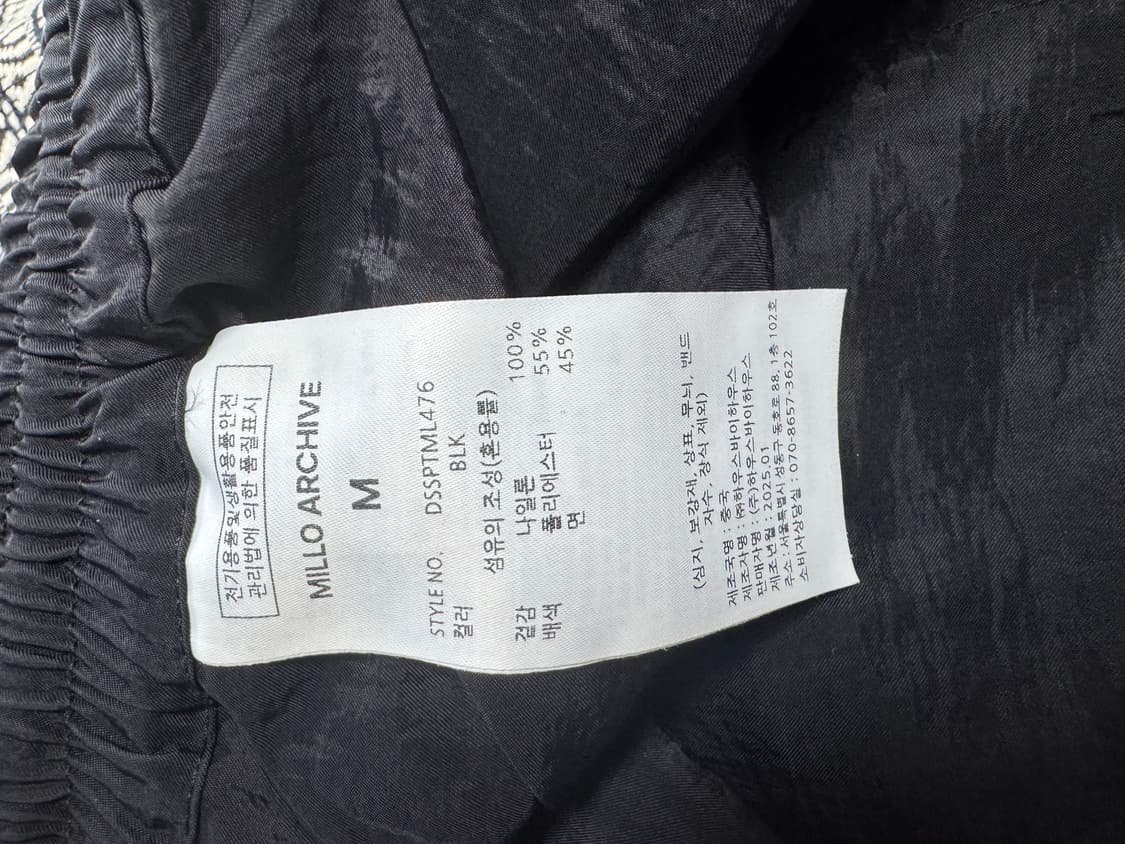 전기용품및생활용품안전
관리법에 의한 품질표시
MILLO ARCHIVE
M
STYLE NO. DSSPTML476
컬러 BLK
섬유의 조성(혼용률)
겉감 나일론 100%
배색 폴리에스터 55%
면 45%
(심지, 보강재, 상표, 무늬, 밴드
자수, 장식 제외)
제조국명 : 중국
제조자명 : ㈜하우스바이하우스
판매자명 : (주)하우스바이하우스
제조년월 : 2025.01
주소 : 서울특별시 성동구 동호로 88, 1층 102호
소비자상담실 : 070-8657-3622